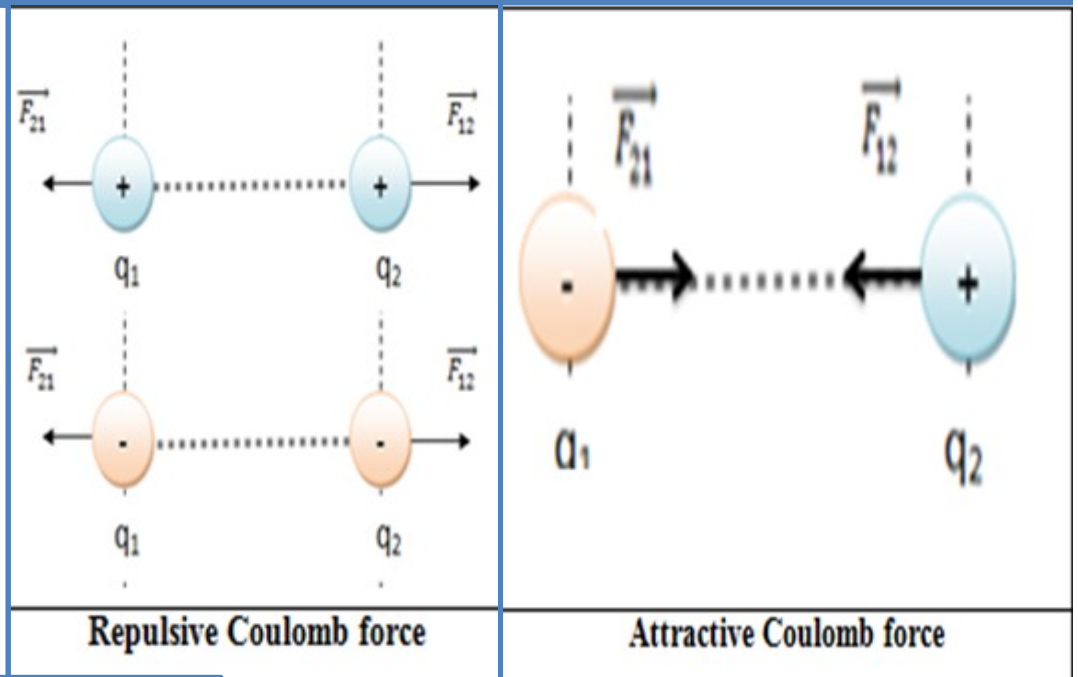 F₂₁ F₁₂
+ +
q₁ q₂
F₂₁ F₁₂
- -
q₁ q₂
Repulsive Coulomb force
F₂₁ F₁₂
- +
q₁ q₂
Attractive Coulomb force